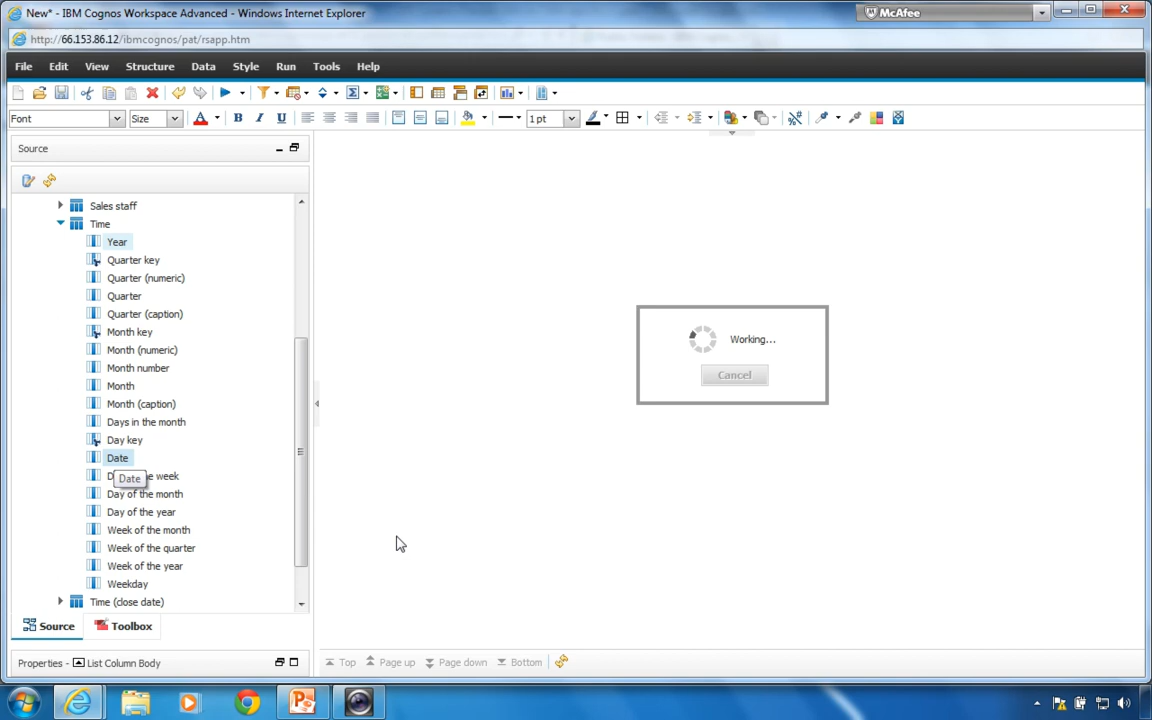 New* - IBM Cognos Workspace Advanced - Windows Internet Explorer
McAfee
http://66.153.86.12/ibmcognos/pat/rsapp.htm
File Edit View Structure Data Style Run Tools Help
Font Size 1 pt
Source
Sales staff
Time
Year
Quarter key
Quarter (numeric)
Quarter
Quarter (caption)
Month key
Month (numeric)
Working...
Month number
Cancel
Month
Month (caption)
Days in the month
Day key
Date
Date
e week
Day of the month
Day of the year
Week of the month
Week of the quarter
Week of the year
Weekday
Time (close date)
Source Toolbox
Properties - List Column Body
Top Page up Page down Bottom